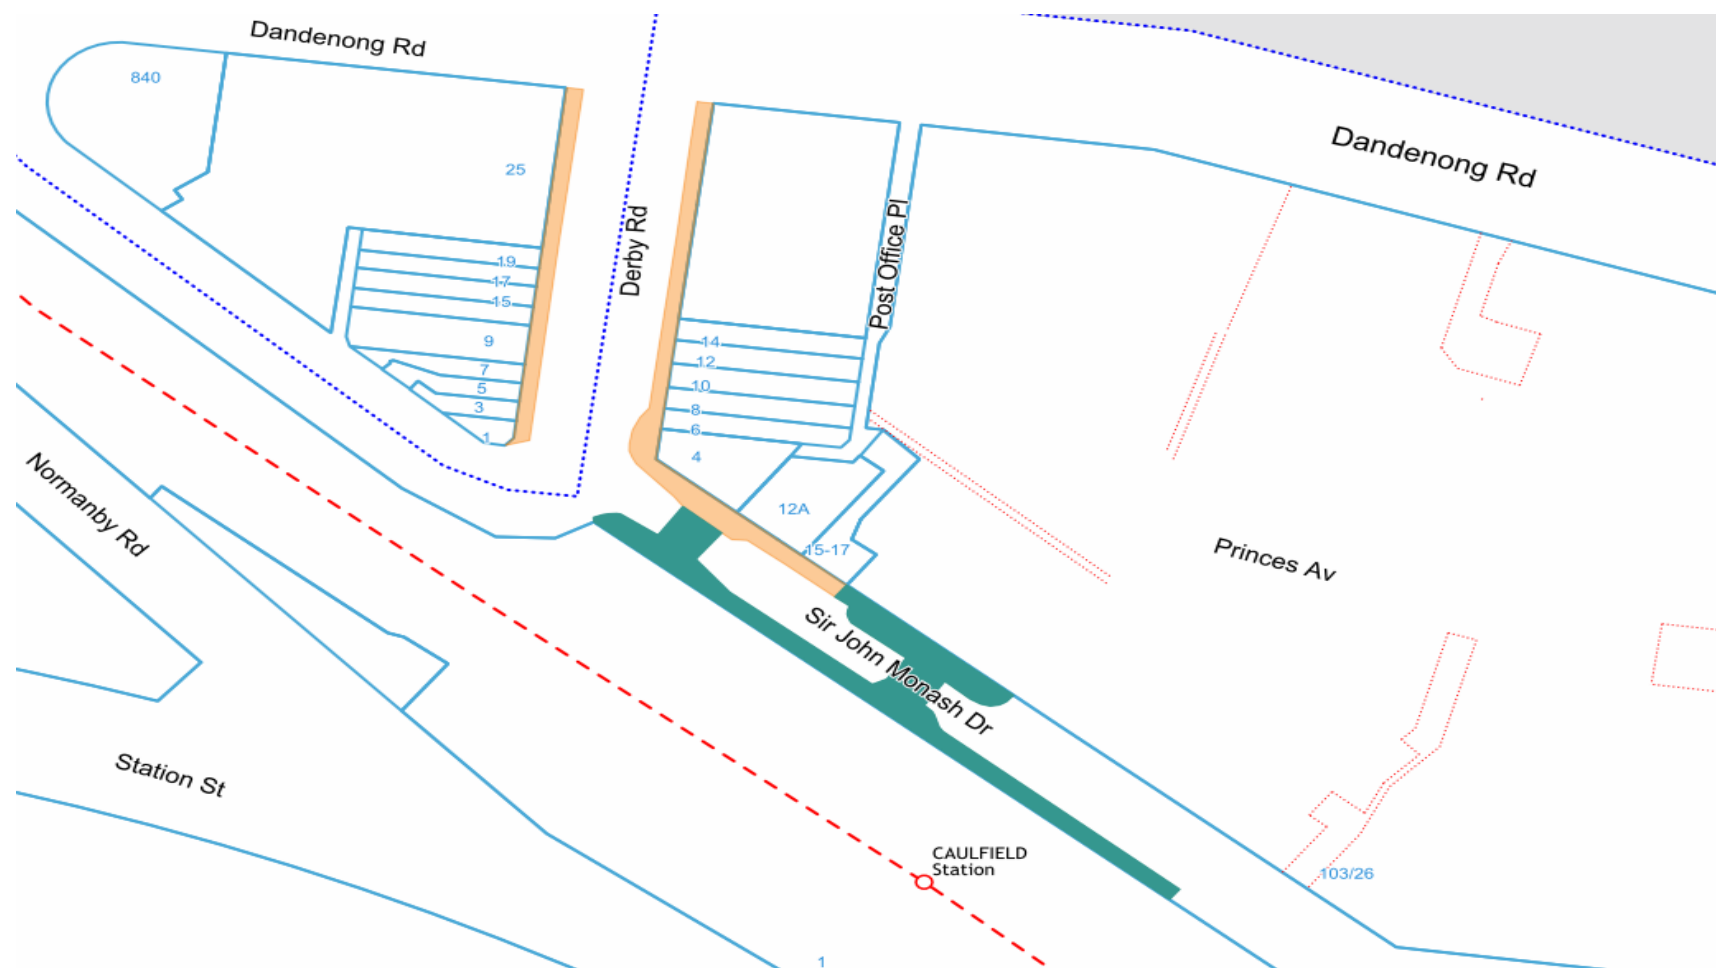 Dandenong Rd
840
25
Dandenong Rd
Derby Rd
Post Office Pl
19
17
15
9
7
5
3
1
14
12
10
8
6
4
12A
15-17
Normanby Rd
Princes Av
Sir John Monash Dr
Station St
CAULFIELD
Station
103/26
1